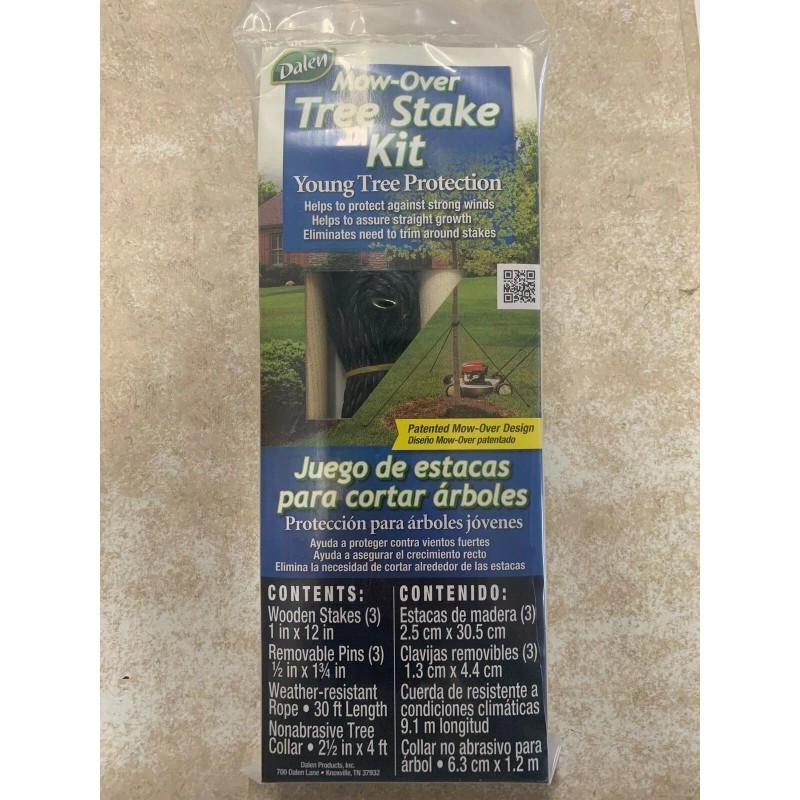 Dalen
Mow-Over
Tree Stake
Kit
Young Tree Protection
Helps to protect against strong winds
Helps to assure straight growth
Eliminates need to trim around stakes
Patented Mow-Over Design
Diseño Mow-Over patentado
Juego de estacas
para cortar árboles
Protección para árboles jóvenes
Ayuda a proteger contra vientos fuertes
Ayuda a asegurar el crecimiento recto
Elimina la necesidad de cortar alrededor de las estacas
CONTENTS:
Wooden Stakes (3)
1 in x 12 in
Removable Pins (3)
½ in x 1¾ in
Weather-resistant
Rope • 30 ft Length
Nonabrasive Tree
Collar • 2½ in x 4 ft
Dalen Products, Inc.
700 Dalen Lane • Knoxville, TN 37932
CONTENIDO:
Estacas de madera (3)
2.5 cm x 30.5 cm
Clavijas removibles (3)
1.3 cm x 4.4 cm
Cuerda de resistente a
condiciones climáticas
9.1 m longitud
Collar no abrasivo para
árbol • 6.3 cm x 1.2 m